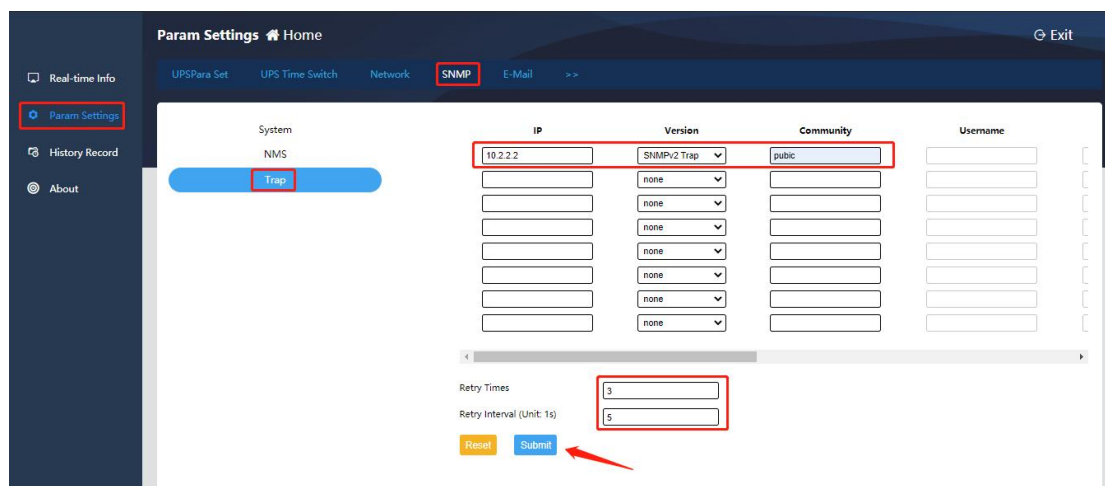 Param Settings Home
Exit
Real-time Info
Param Settings
History Record
About
UPSPara Set UPS Time Switch Network SNMP E-Mail >>
System
NMS
Trap
IP Version Community Username
10.2.2.2 SNMPv2 Trap pubic
none
none
none
none
none
none
none
Retry Times 3
Retry Interval (Unit: 1s) 5
Reset Submit